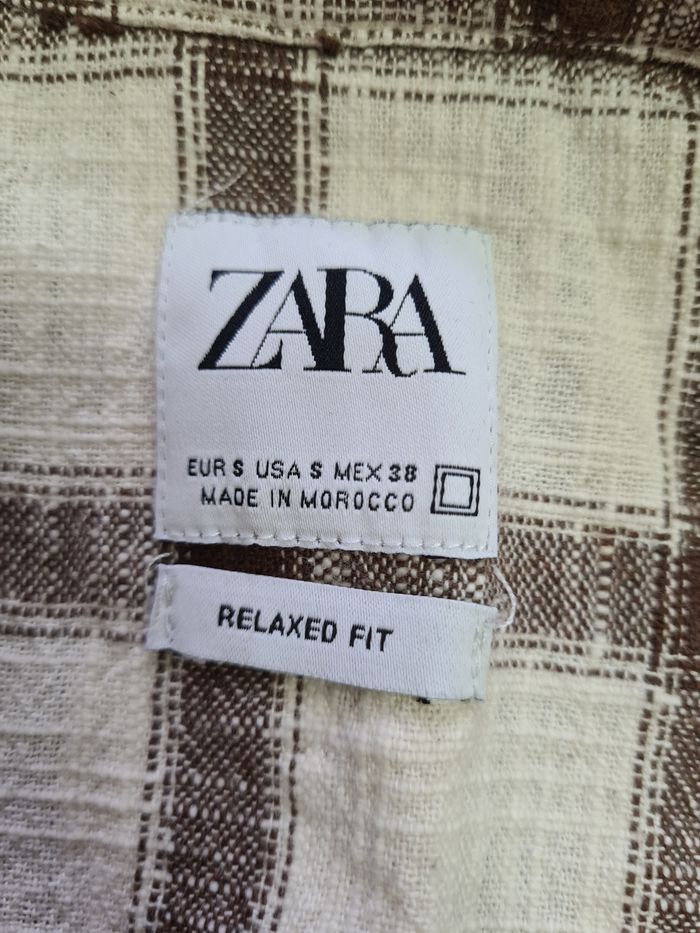 ZARA
EUR S USA S MEX 38
MADE IN MOROCCO
RELAXED FIT